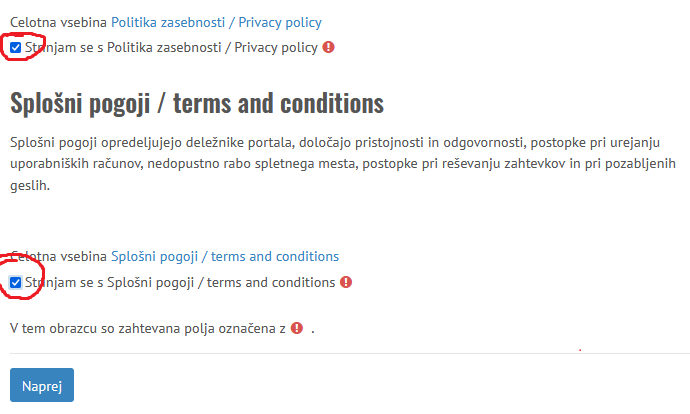 Celotna vsebina Politika zasebnosti / Privacy policy
Strinjam se s Politika zasebnosti / Privacy policy
Splošni pogoji / terms and conditions
Splošni pogoji opredeljujejo deležnike portala, določajo pristojnosti in odgovornosti, postopke pri urejanju
uporabniških računov, nedopustno rabo spletnega mesta, postopke pri reševanju zahtevkov in pri pozabljenih
geslih.
Celotna vsebina Splošni pogoji / terms and conditions
Strinjam se s Splošni pogoji / terms and conditions
V tem obrazcu so zahtevana polja označena z .
Naprej